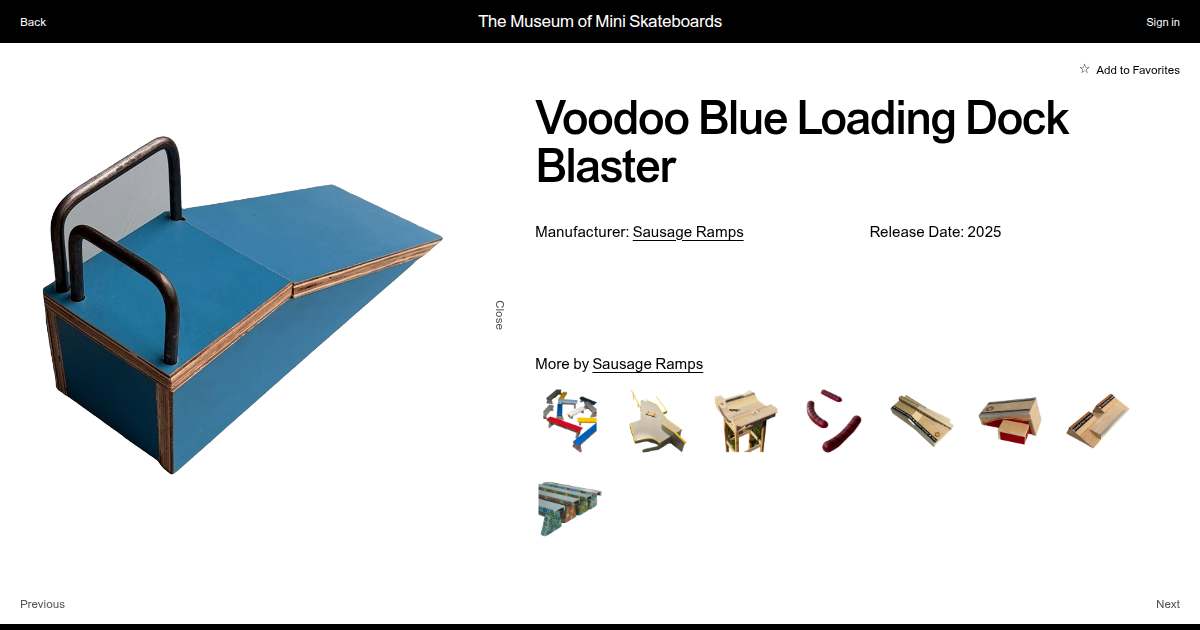 Back
The Museum of Mini Skateboards
Sign in
☆ Add to Favorites
Voodoo Blue Loading Dock
Blaster
Manufacturer: Sausage Ramps
Release Date: 2025
Close
More by Sausage Ramps
Previous
Next